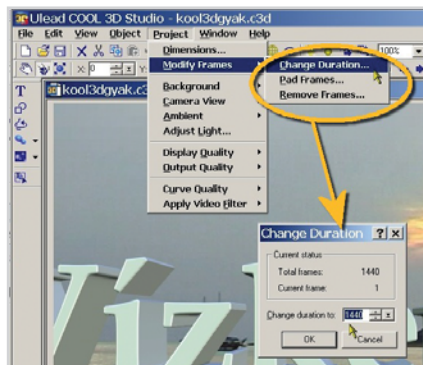 Ulead COOL 3D Studio - kool3dgyak.c3d
File Edit View Object Project Window Help
100%
Dimensions...
Modify Frames
Background
Camera View
Ambient
Adjust Light...
Display Quality
Output Quality
Curve Quality
Apply Video Filter
Change Duration...
Pad Frames...
Remove Frames...
X 0
kool3dgyak.c
Change Duration
Current status
Total frames: 1440
Current frame: 1
Change duration to: 1440
OK Cancel